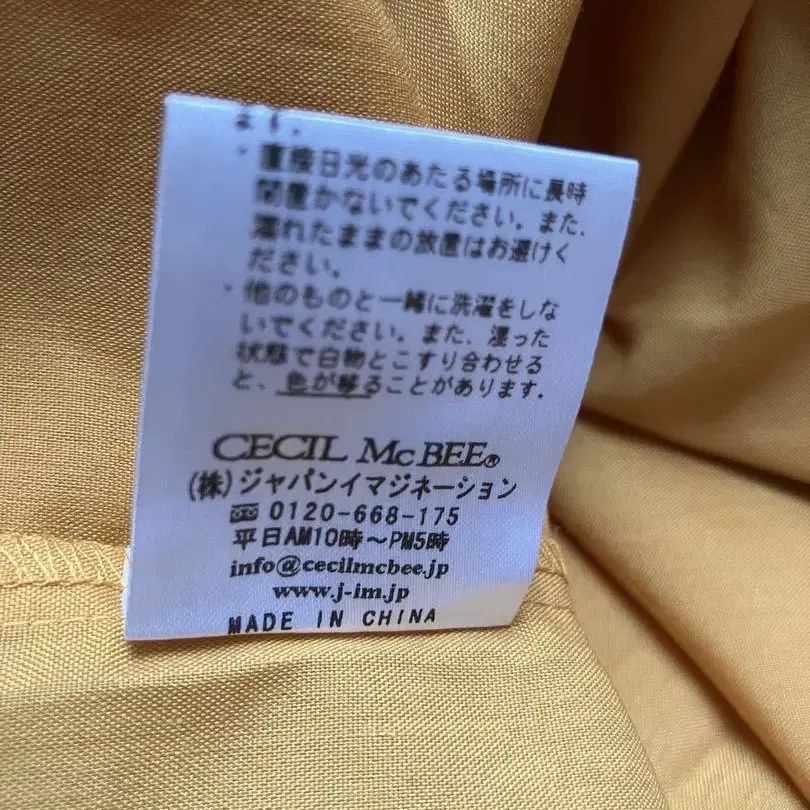 ます.
・直接日光のあたる場所に長時
間置かないでください。また、
濡れたままの放置はお避けく
ださい。
・他のものと一緒に洗濯をしな
いでください。また、湿った
状態で白物とこすり合わせる
と、色が移ることがあります。
CECIL McBEE®
(株)ジャパンイマジネーション
0120-668-175
平日AM10時～PM5時
info@cecilmcbee.jp
www.j-im.jp
MADE IN CHINA